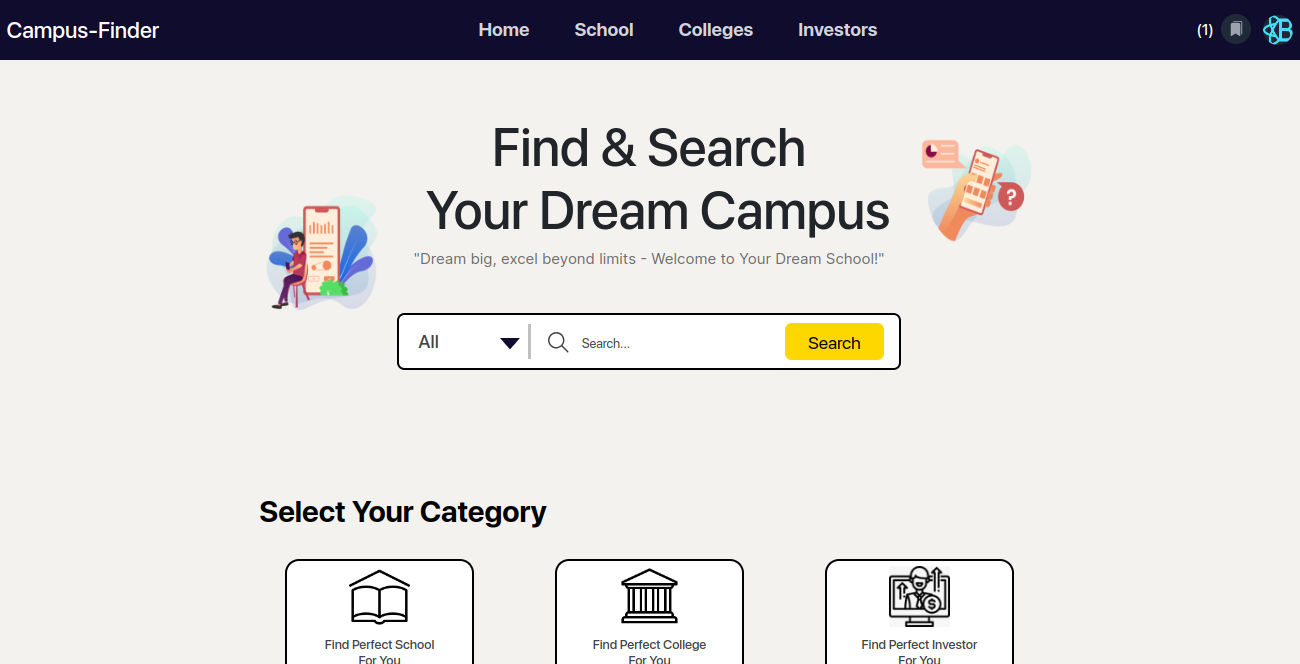 Campus-Finder
Home
School
Colleges
Investors
(1)
B
Find & Search
Your Dream Campus
"Dream big, excel beyond limits - Welcome to Your Dream School!"
?
All
Search...
Search
Select Your Category
$
Find Perfect School
For You
Find Perfect College
For You
Find Perfect Investor
For You